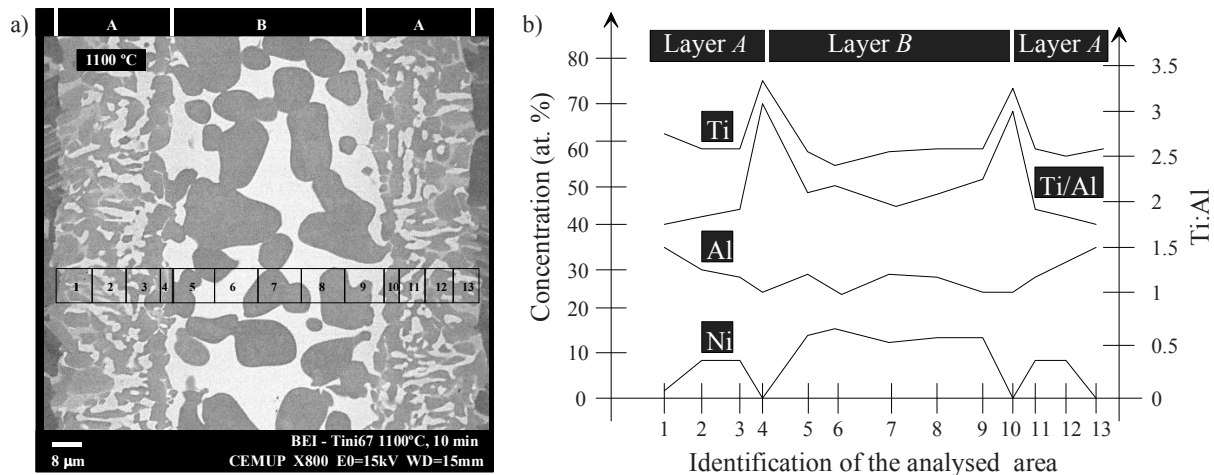 a)
A B A
1100 ºC
1 2 3 4 5 6 7 8 9 10 11 12 13
BEI - Tini67 1100ºC, 10 min
8 µm CEMUP X800 E0=15kV WD=15mm
b)
Layer A Layer B Layer A
Concentration (at. %)
80
70
60
50
40
30
20
10
0
Ti
Ti/Al
Al
Ni
3.5
3
2.5
2
1.5
1
0.5
0
Ti:Al
1 2 3 4 5 6 7 8 9 10 11 12 13
Identification of the analysed area